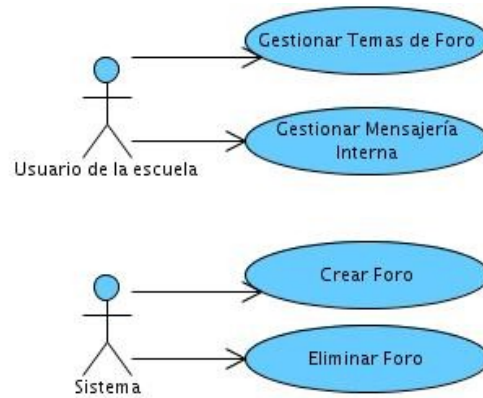 Gestionar Temas de Foro
Gestionar Mensajería
Interna
Usuario de la escuela
Crear Foro
Eliminar Foro
Sistema